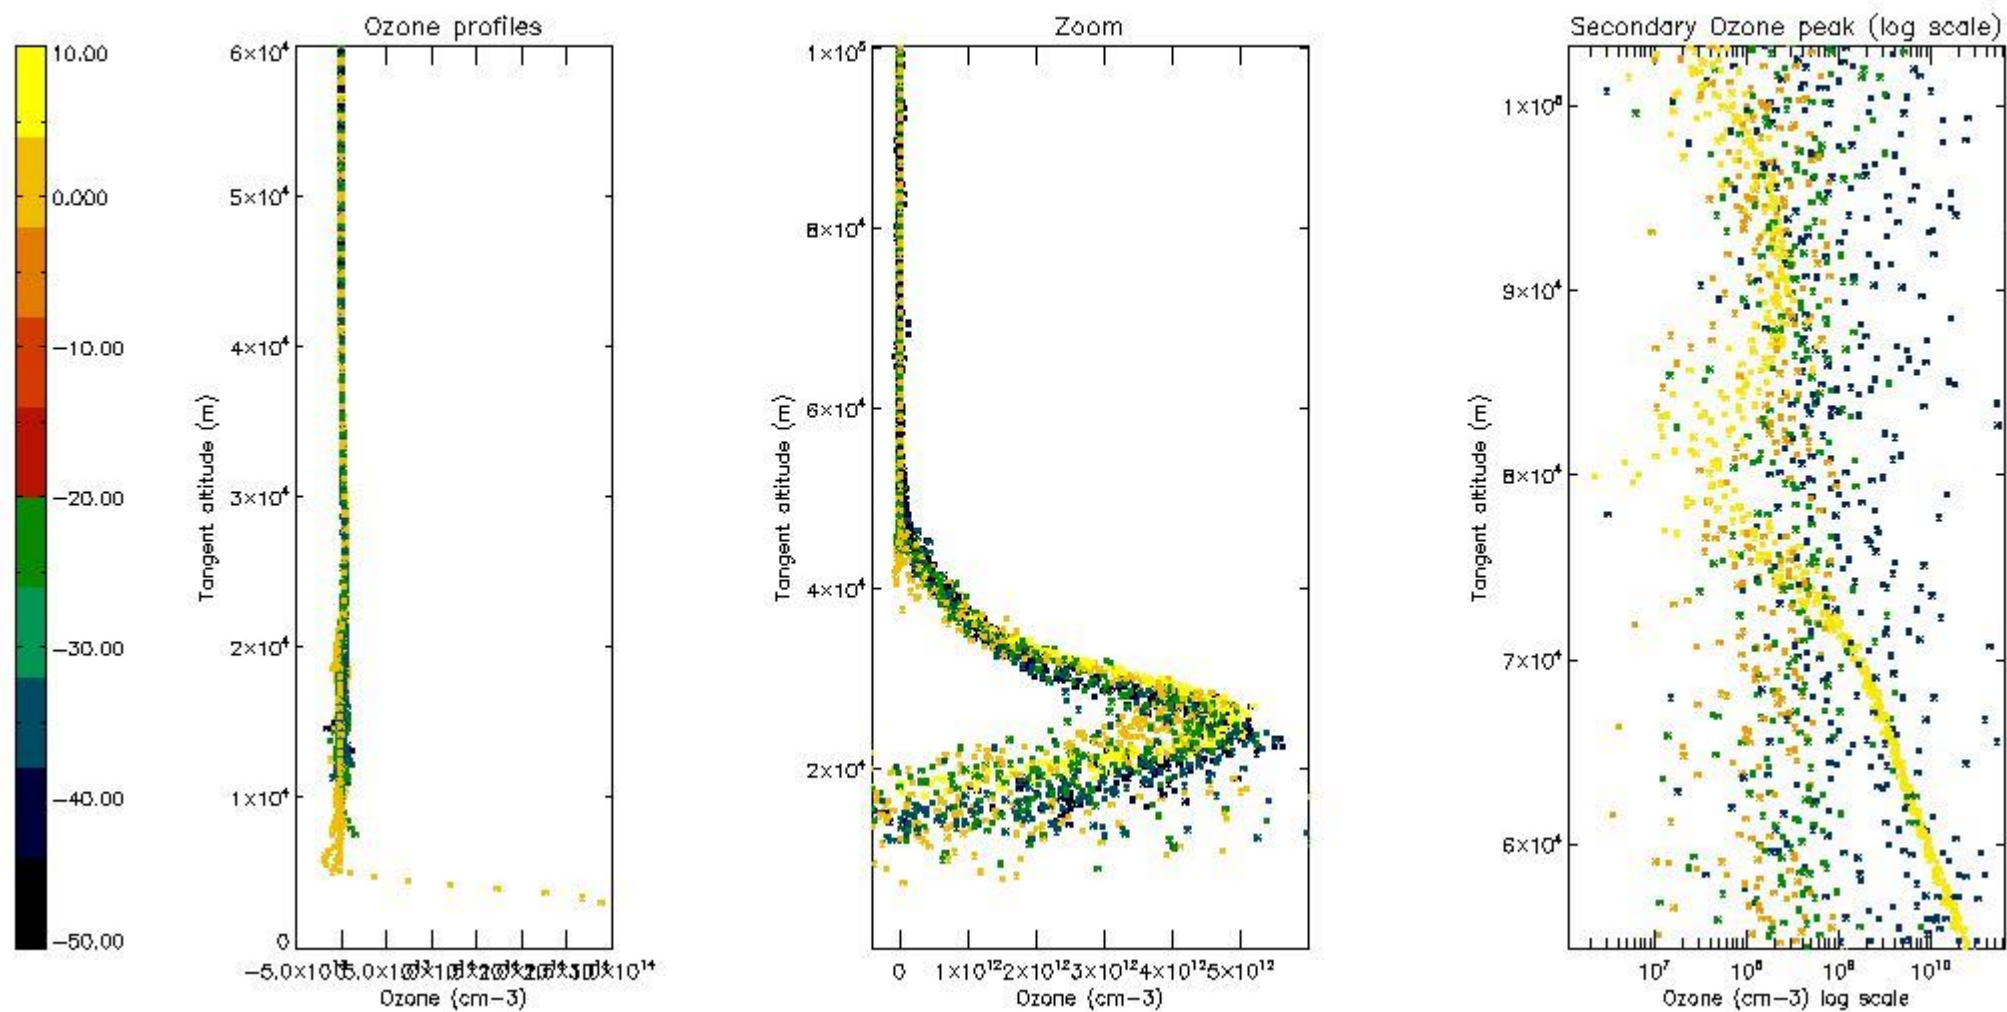 Ozone profiles
Zoom
Secondary Ozone peak (log scale)
10.00
0.000
−10.00
−20.00
−30.00
−40.00
−50.00
6×10⁴
5×10⁴
4×10⁴
3×10⁴
2×10⁴
1×10⁴
0
Tangent altitude (m)
Ozone (cm−3)
1×10⁵
8×10⁴
6×10⁴
4×10⁴
2×10⁴
Tangent altitude (m)
0 1×10¹² 2×10¹² 3×10¹² 4×10¹² 5×10¹²
Ozone (cm−3)
9×10⁴
8×10⁴
7×10⁴
6×10⁴
Tangent altitude (m)
10⁷ 10⁸ 10⁹ 10¹⁰
Ozone (cm−3) log scale